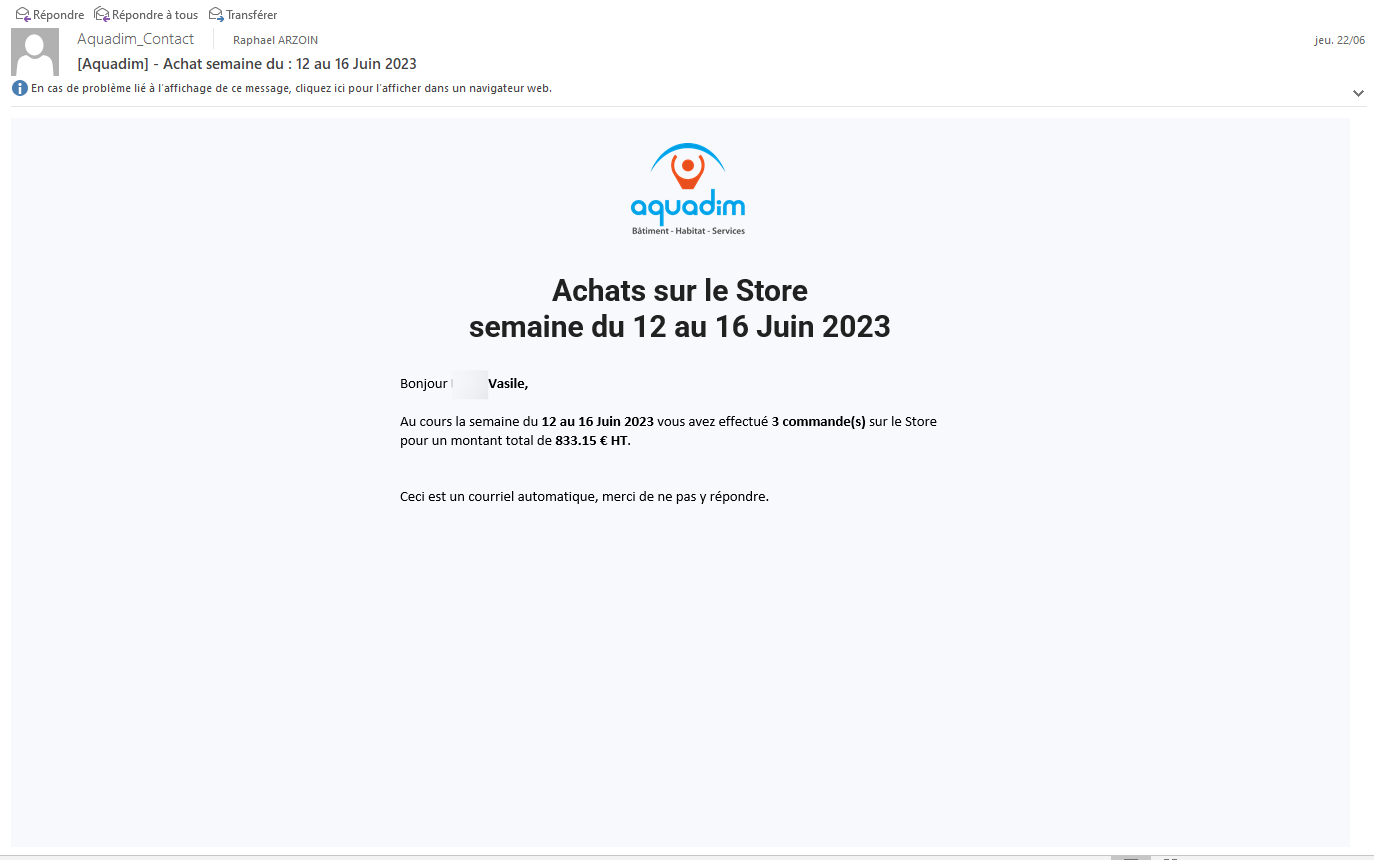 Répondre Répondre à tous Transférer
Aquadim_Contact Raphael ARZOIN jeu. 22/06
[Aquadim] - Achat semaine du : 12 au 16 Juin 2023
En cas de problème lié à l'affichage de ce message, cliquez ici pour l'afficher dans un navigateur web.
aquadim
Bâtiment - Habitat - Services
Achats sur le Store
semaine du 12 au 16 Juin 2023
Bonjour Vasile,
Au cours la semaine du 12 au 16 Juin 2023 vous avez effectué 3 commande(s) sur le Store
pour un montant total de 833.15 € HT.
Ceci est un courriel automatique, merci de ne pas y répondre.